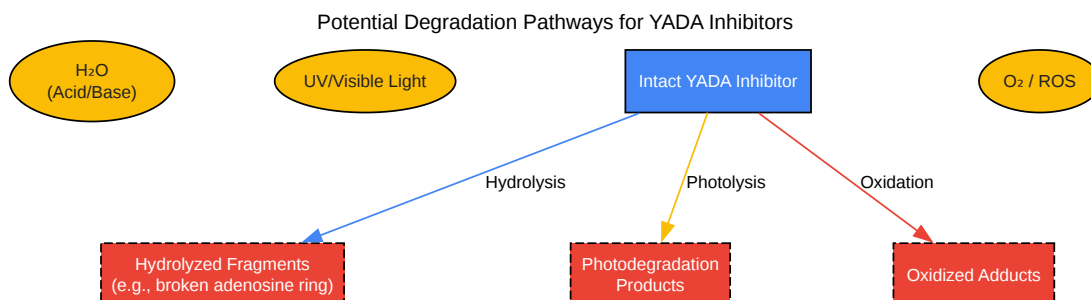 Potential Degradation Pathways for YADA Inhibitors
H₂O
(Acid/Base)
UV/Visible Light
Intact YADA Inhibitor
O₂ / ROS
Hydrolysis
Photolysis
Oxidation
Hydrolyzed Fragments
(e.g., broken adenosine ring)
Photodegradation
Products
Oxidized Adducts